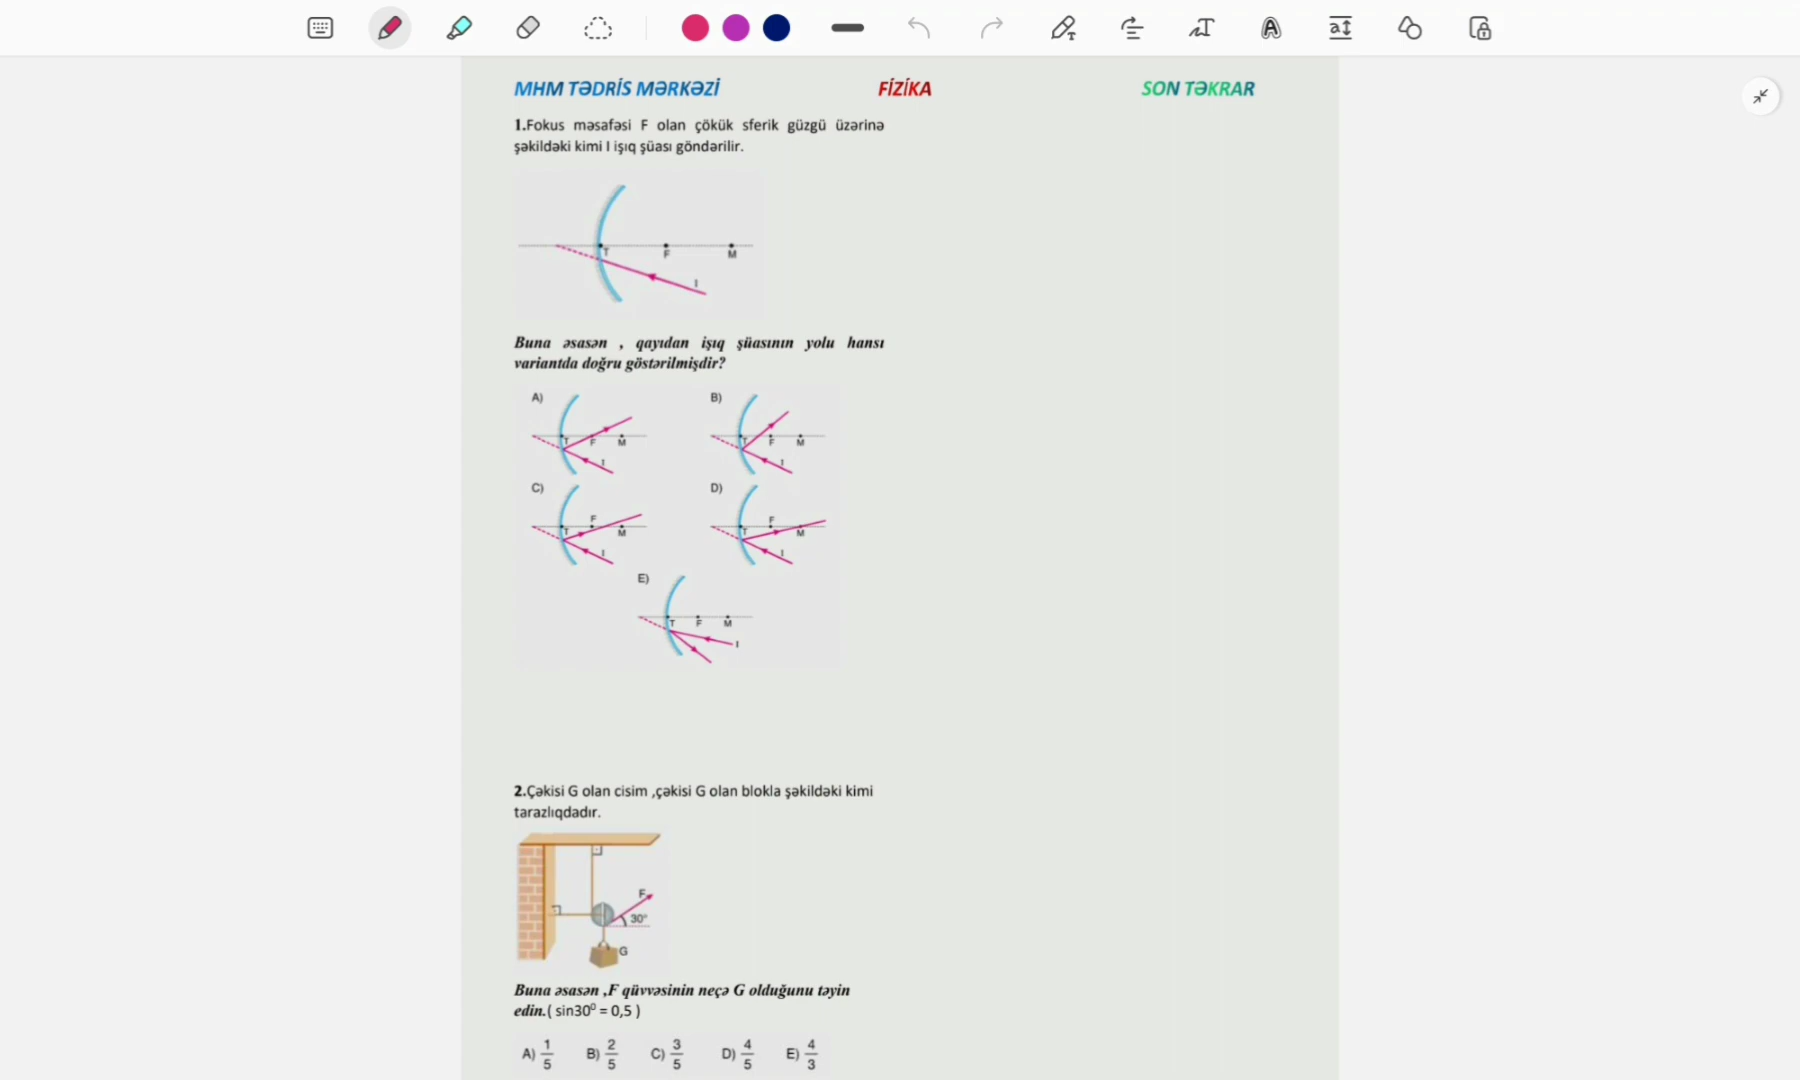 MHM TƏDRİS MƏRKƏZİ FİZİKA SON TƏKRAR
1.Fokus məsafəsi F olan çökük sferik güzgü üzərinə
şəkildəki kimi I işıq şüası göndərilir.
T F M
I
Buna əsasən , qayıdan işıq şüasının yolu hansı
variantda doğru göstərilmişdir?
A) B)
T F M T F M
I I
C) D)
F F
T M T M
I I
E)
T F M
I
2.Çəkisi G olan cisim ,çəkisi G olan blokla şəkildəki kimi
tarazlıqdadır.
F
30°
G
Buna əsasən ,F qüvvəsinin neçə G olduğunu təyin
edin.( sin30⁰ = 0,5 )
A) 1/5 B) 2/5 C) 3/5 D) 4/5 E) 4/3